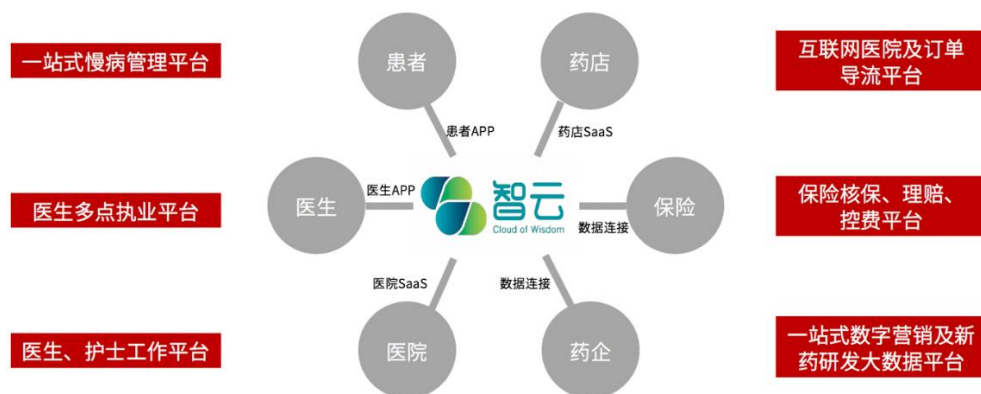 一站式慢病管理平台
患者
药店
互联网医院及订单
导流平台
患者APP
药店SaaS
医生多点执业平台
医生
医生APP
智云
Cloud of Wisdom
数据连接
保险
保险核保、理赔、
控费平台
医院SaaS
数据连接
医生、护士工作平台
医院
药企
一站式数字营销及新
药研发大数据平台